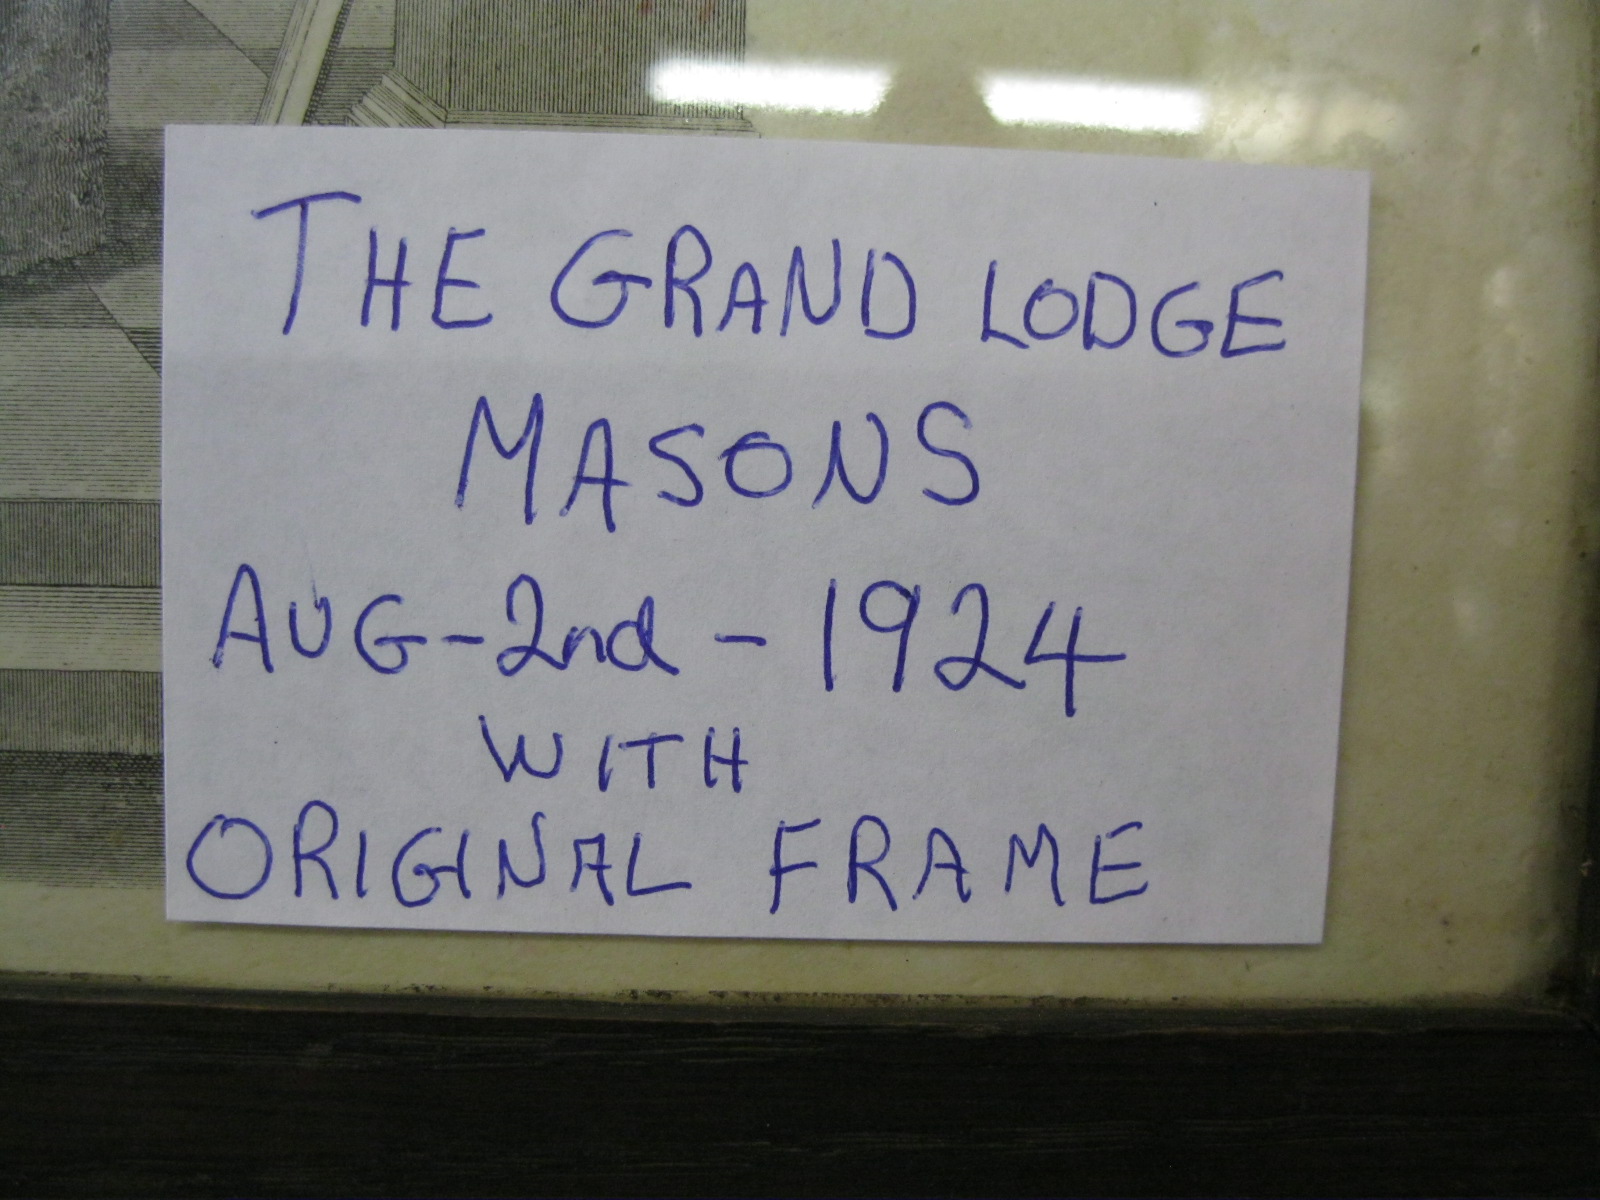 THE GRAND LODGE
MASONS
AUG-2nd-1924
WITH
ORIGINAL FRAME